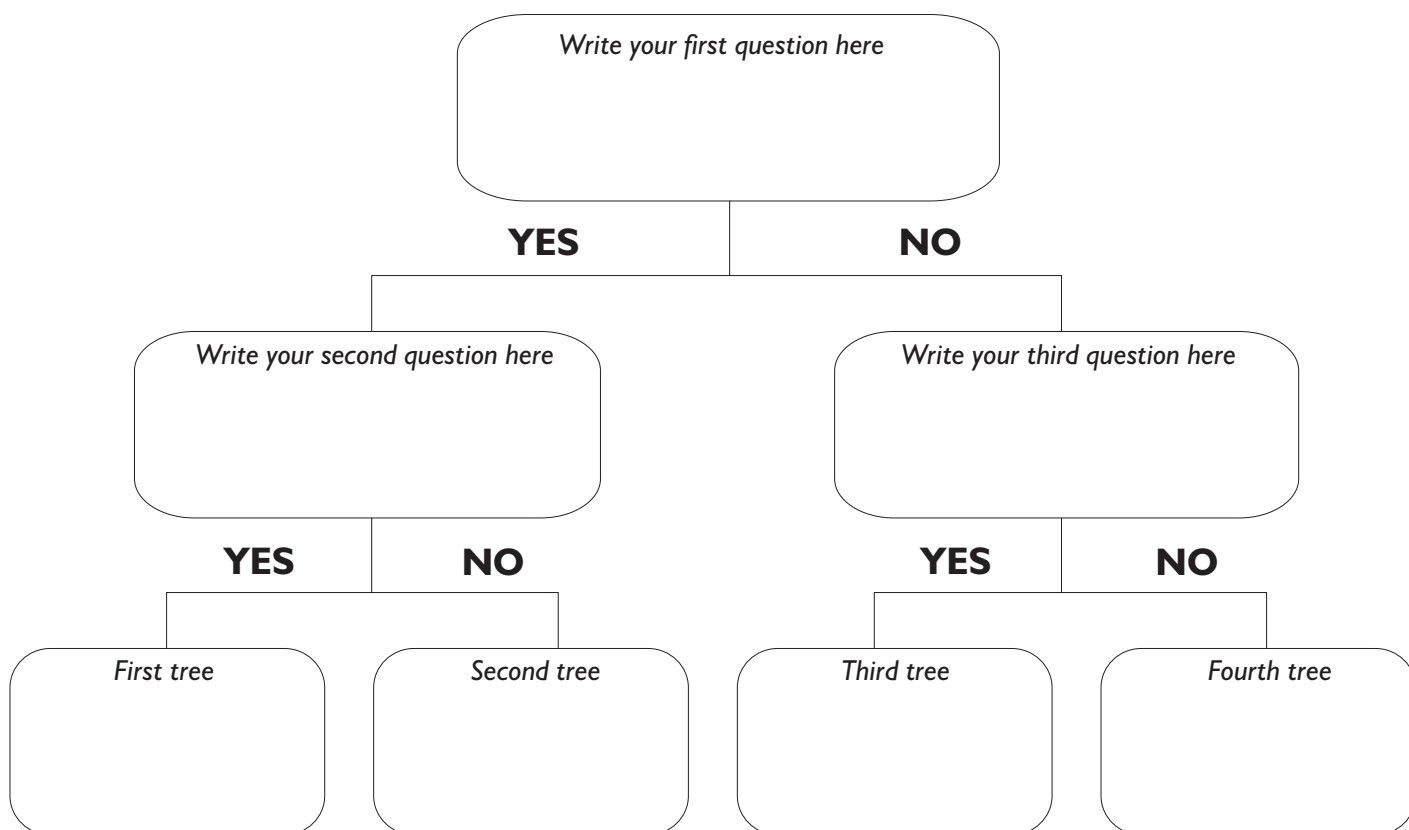 Write your first question here
YES
NO
Write your second question here
Write your third question here
YES
NO
YES
NO
First tree
Second tree
Third tree
Fourth tree